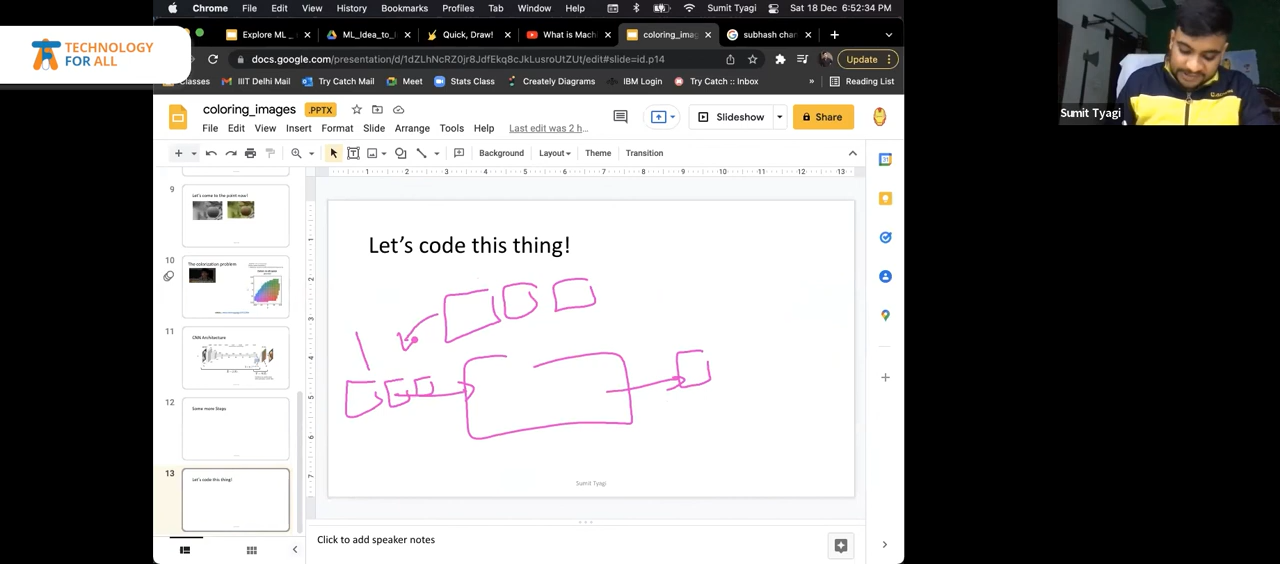 Chrome File Edit View History Bookmarks Profiles Tab Window Help Sumit Tyagi Sat 18 Dec 6:52:34 PM
TECHNOLOGY
FOR ALL
Explore ML _ ML_Idea_to_ Quick, Draw! What is Mach coloring_imag subhash chan
docs.google.com/presentation/d/1dZLhNcRZ0jr8JdfEkq8cJkLusroUtZUt/edit#slide=id.p14 Update
Classes IIIT Delhi Mail Try Catch Mail Meet Stats Class Creately Diagrams IBM Login Try Catch :: Inbox Reading List
coloring_images .PPTX
File Edit View Insert Format Slide Arrange Tools Help Last edit was 2 h...
Slideshow Share
Background Layout Theme Transition
Sumit Tyagi
9 Let's come to the point now!
10 The colorization problem
11 CNN Architecture
12 Some more Steps
13 Let's code this thing!
Let's code this thing!
Sumit Tyagi
Click to add speaker notes